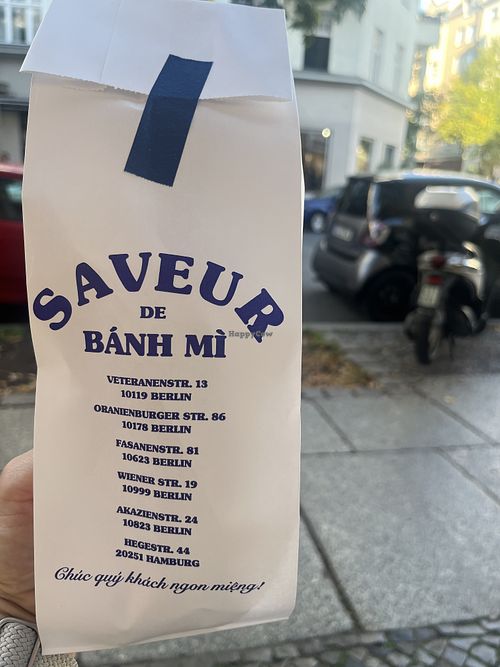 SAVEUR
DE
BÁNH MÌ
HappyCow
VETERANENSTR. 13
10119 BERLIN
ORANIENBURGER STR. 86
10178 BERLIN
FASANENSTR. 81
10623 BERLIN
WIENER STR. 19
10999 BERLIN
AKAZIENSTR. 24
10823 BERLIN
HEGESTR. 44
20251 HAMBURG
Chúc quý khách ngon miệng!